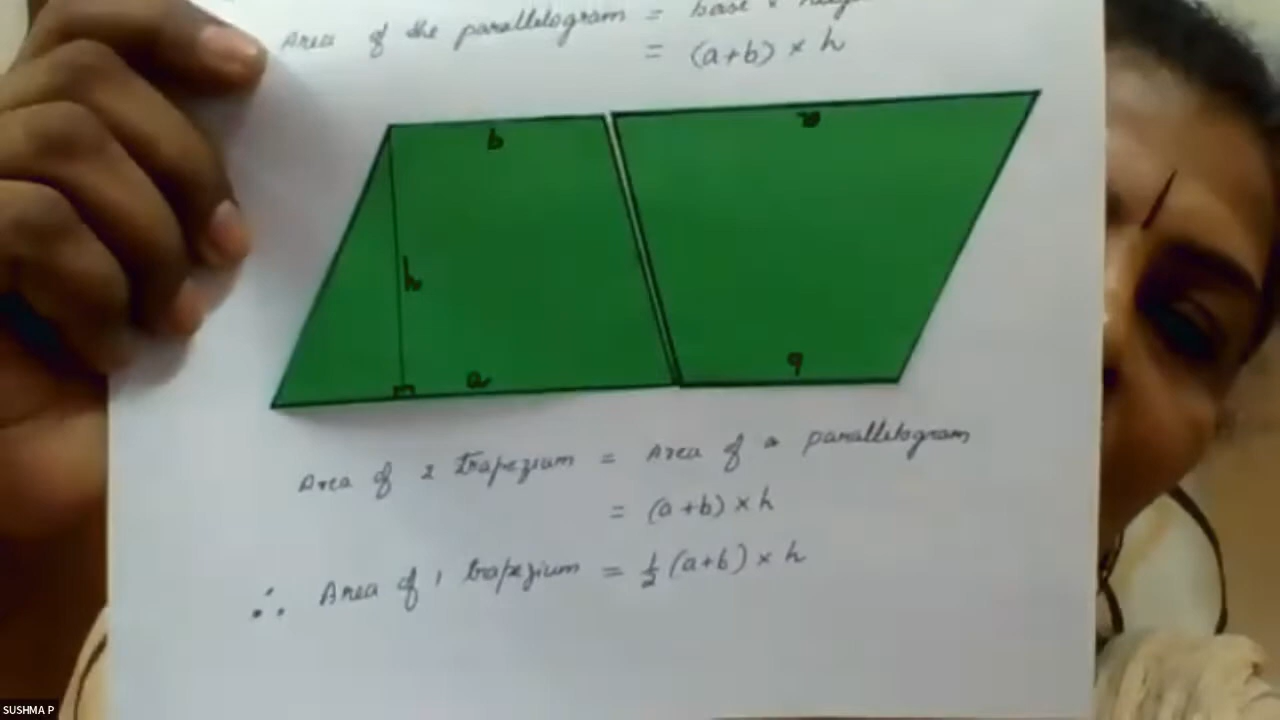 Area of the parallelogram = base ×
= (a+b) × h
b
a
h
a
b
Area of 2 trapezium = Area of a parallelogram
= (a+b) × h
∴ Area of 1 trapezium = 1/2 (a+b) × h
SUSHMA P